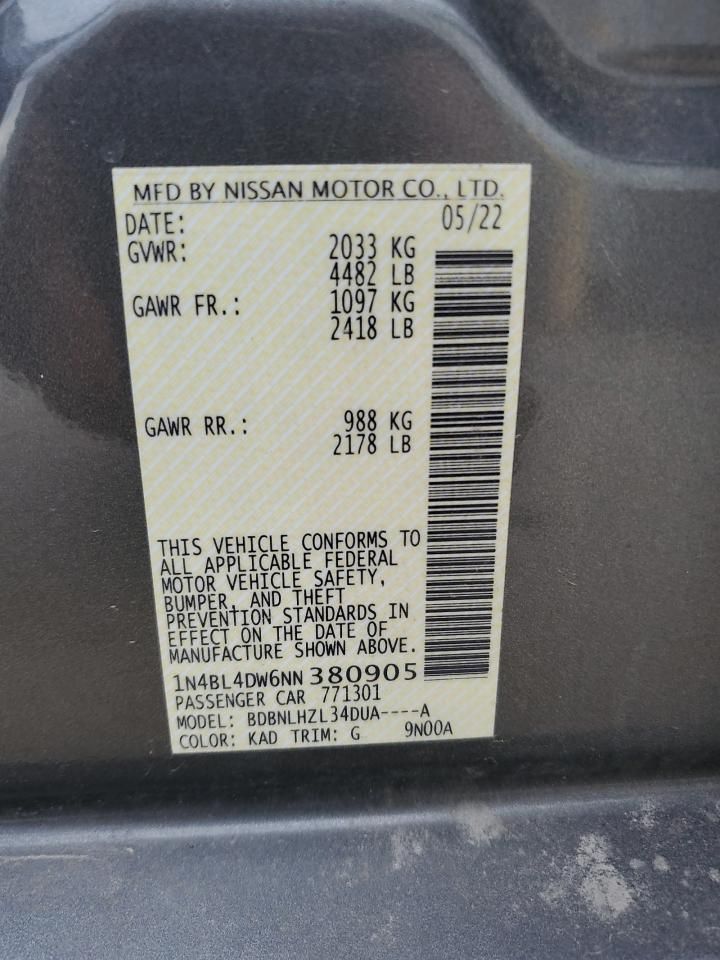 MFD BY NISSAN MOTOR CO., LTD.
DATE: 05/22
GVWR: 2033 KG
4482 LB
GAWR FR.: 1097 KG
2418 LB
GAWR RR.: 988 KG
2178 LB
THIS VEHICLE CONFORMS TO
ALL APPLICABLE FEDERAL
MOTOR VEHICLE SAFETY,
BUMPER, AND THEFT
PREVENTION STANDARDS IN
EFFECT ON THE DATE OF
MANUFACTURE SHOWN ABOVE.
1N4BL4DW6NN 380905
PASSENGER CAR 771301
MODEL: BDBNLHZL34DUA----A
COLOR: KAD TRIM: G 9N00A